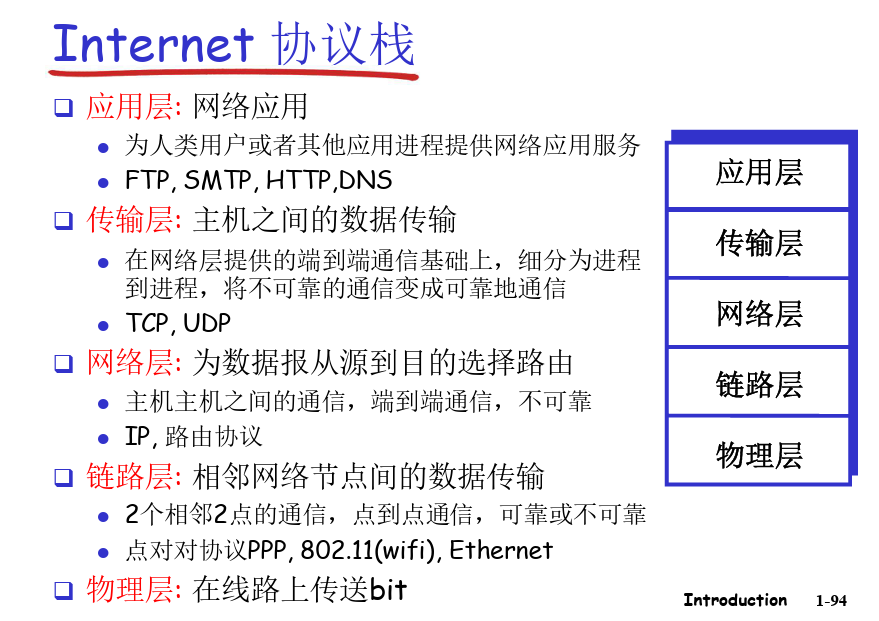 Internet 协议栈
应用层: 网络应用
为人类用户或者其他应用进程提供网络应用服务
FTP, SMTP, HTTP,DNS
传输层: 主机之间的数据传输
在网络层提供的端到端通信基础上，细分为进程
到进程，将不可靠的通信变成可靠地通信
TCP, UDP
网络层: 为数据报从源到目的选择路由
主机主机之间的通信，端到端通信，不可靠
IP, 路由协议
链路层: 相邻网络节点间的数据传输
2个相邻2点的通信，点到点通信，可靠或不可靠
点对对协议PPP, 802.11(wifi), Ethernet
物理层: 在线路上传送bit
应用层
传输层
网络层
链路层
物理层
Introduction 1-94